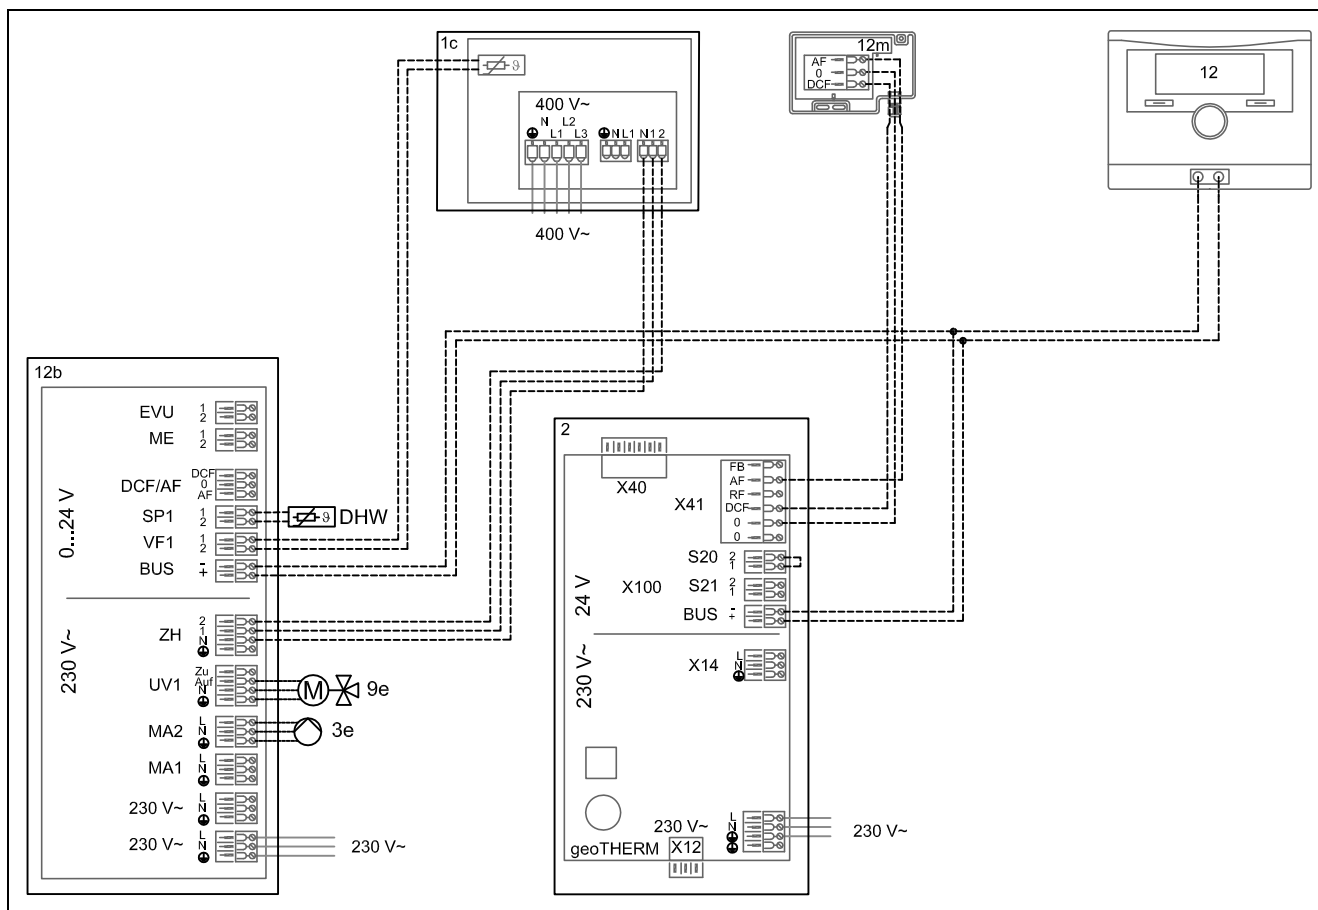 1c
400 V~
N L2
L1 L3
N L1
N 1 2
400 V~
12m
AF
0
DCF
12
12b
0...24 V
EVU 1
2
ME 1
2
DCF/AF DCF
0
AF
SP1 1
2
DHW
VF1 1
2
BUS -
+
230 V~
ZH 2
1
N
UV1 Zu
Auf
N
M 9e
MA2 L
N
3e
MA1 L
N
230 V~ L
N
230 V~ L
N
230 V~
2
X40
X41
FB
AF
RF
DCF
0
0
24 V
X100
S20 2
1
S21 2
1
BUS -
+
230 V~
X14 L
N
230 V~
L
N
230 V~
geoTHERM X12